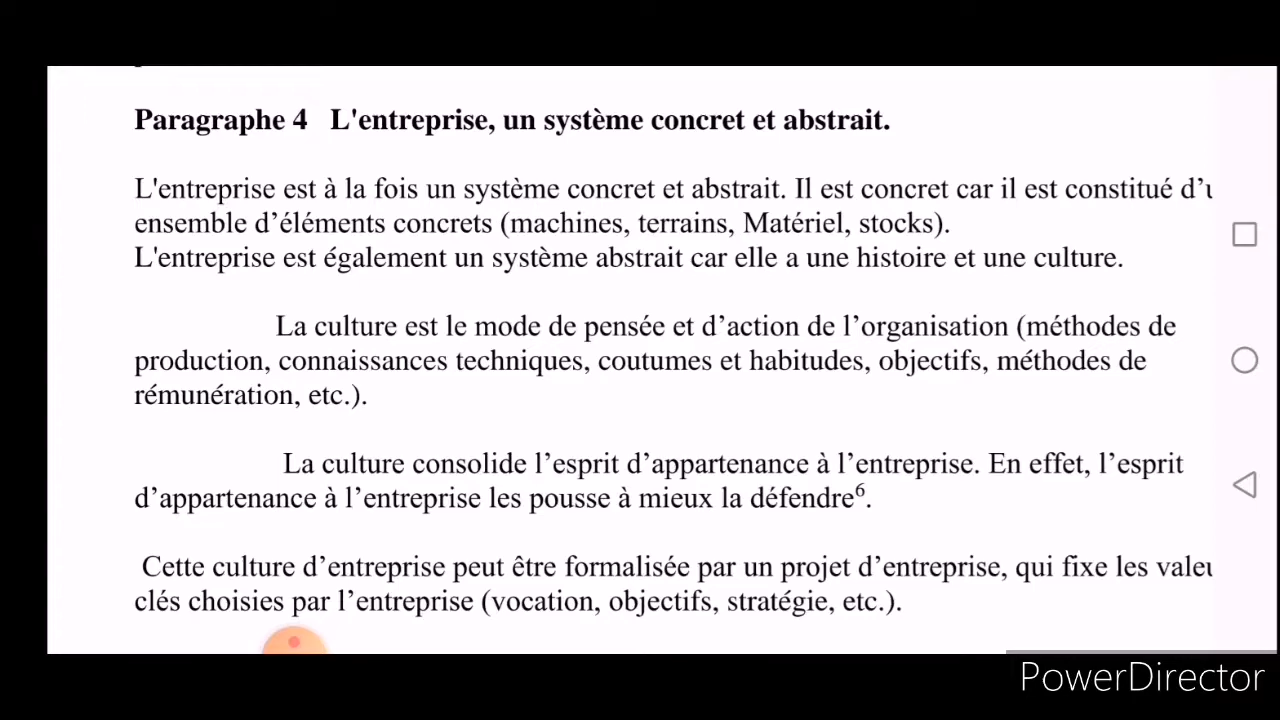 Paragraphe 4 L'entreprise, un système concret et abstrait.
L'entreprise est à la fois un système concret et abstrait. Il est concret car il est constitué
ensemble d’éléments concrets (machines, terrains, Matériel, stocks).
L'entreprise est également un système abstrait car elle a une histoire et une culture.
La culture est le mode de pensée et d’action de l’organisation (méthodes de
production, connaissances techniques, coutumes et habitudes, objectifs, méthodes de
rémunération, etc.).
La culture consolide l’esprit d’appartenance à l’entreprise. En effet, l’esprit
d’appartenance à l’entreprise les pousse à mieux la défendre⁶.
Cette culture d’entreprise peut être formalisée par un projet d’entreprise, qui fixe les
clés choisies par l’entreprise (vocation, objectifs, stratégie, etc.).
PowerDirector